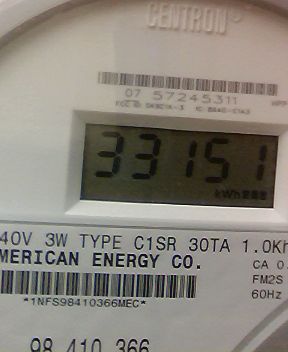 CENTRON
07 57245311
33151
kWh
40V 3W TYPE C1SR 30TA 1.0Kh
MERICAN ENERGY CO.
CA 0.
FM2S
60Hz
*1NFS98410366MEC*
98 410 366